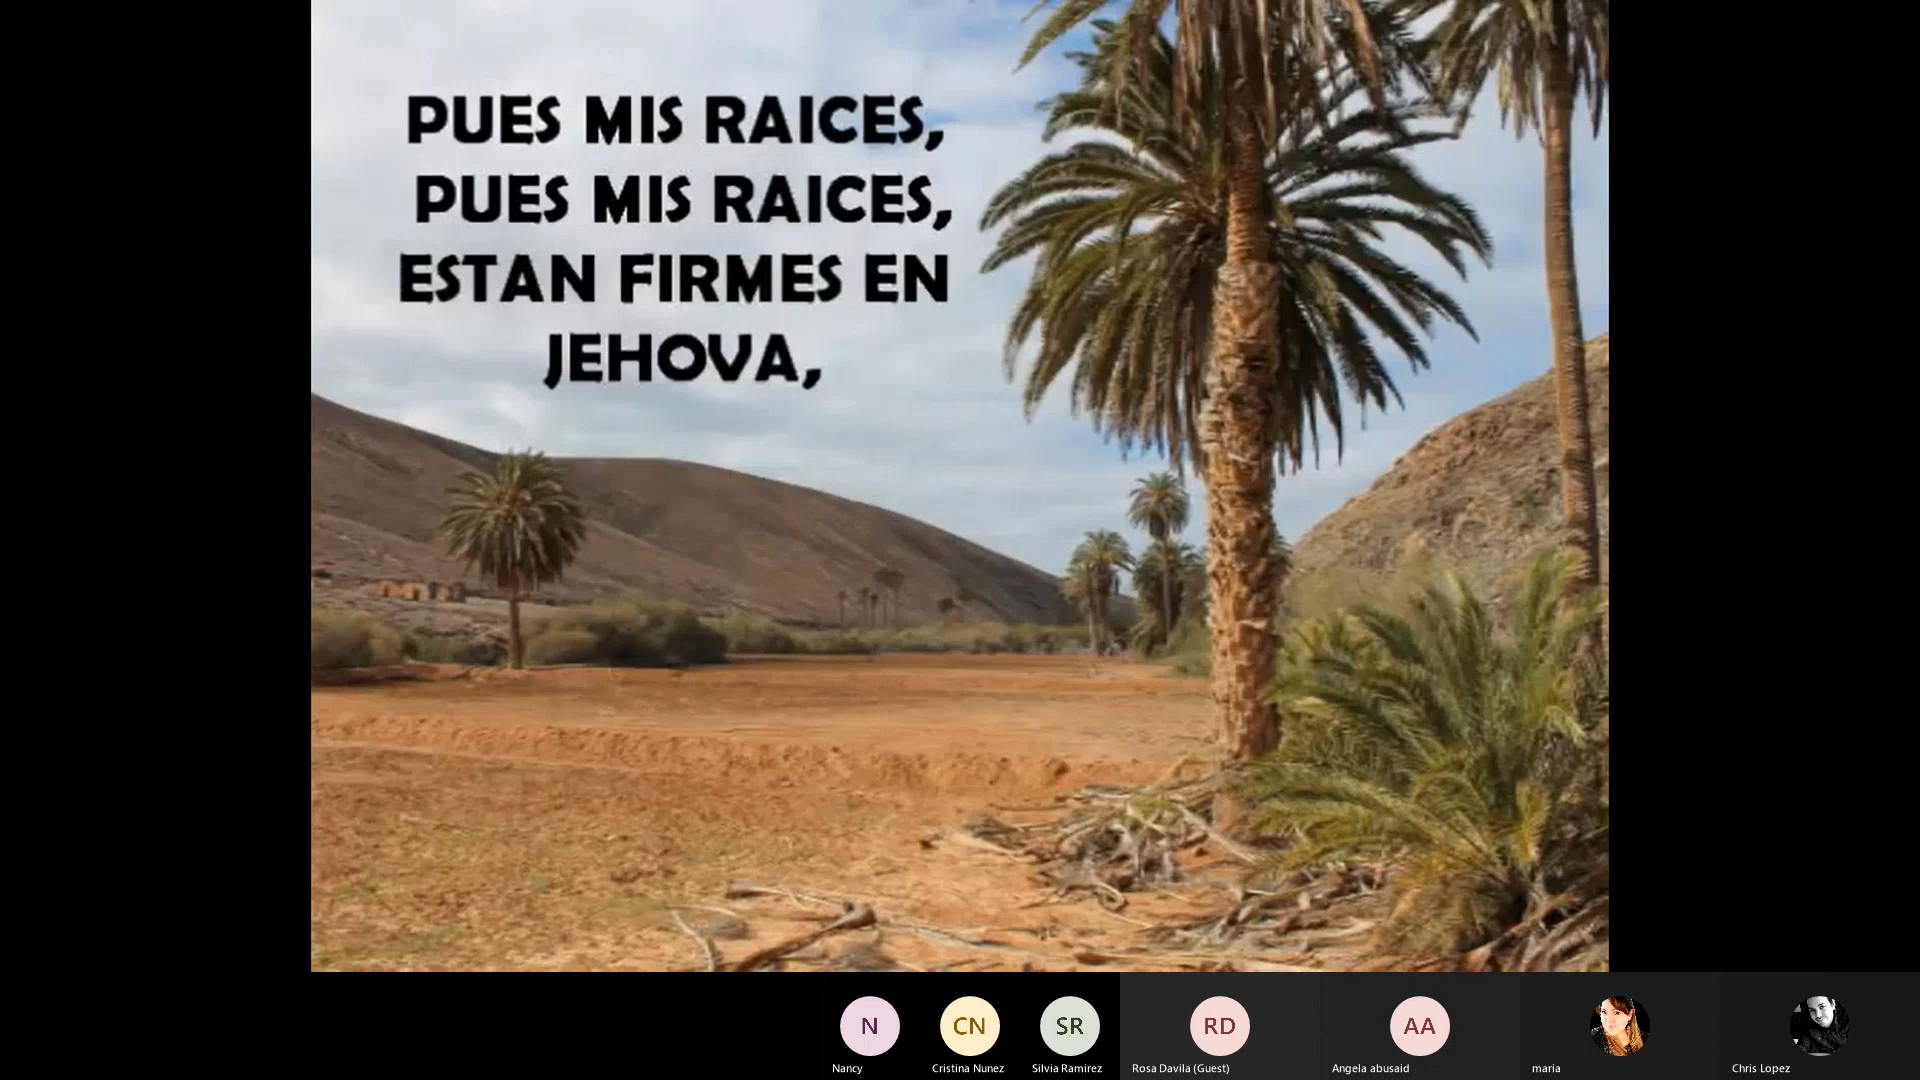 PUES MIS RAICES,
PUES MIS RAICES,
ESTAN FIRMES EN
JEHOVA,
N
CN
SR
RD
AA
Nancy
Cristina Nunez
Silvia Ramirez
Rosa Davila (Guest)
Angela abusaid
maria
Chris Lopez